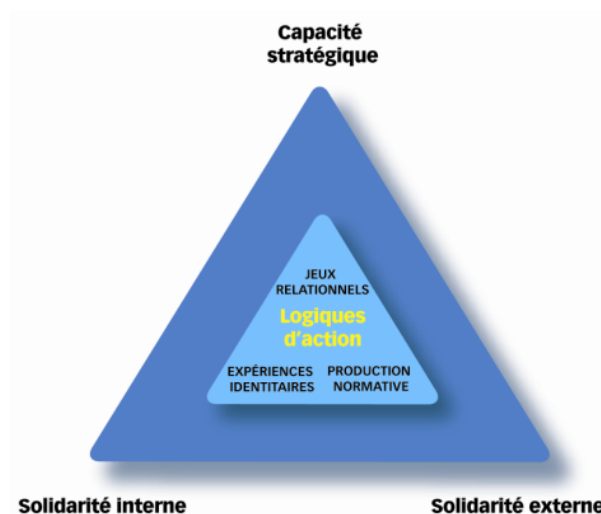 Capacité
stratégique
JEUX
RELATIONNELS
Logiques
d'action
EXPÉRIENCES PRODUCTION
IDENTITAIRES NORMATIVE
Solidarité interne Solidarité externe